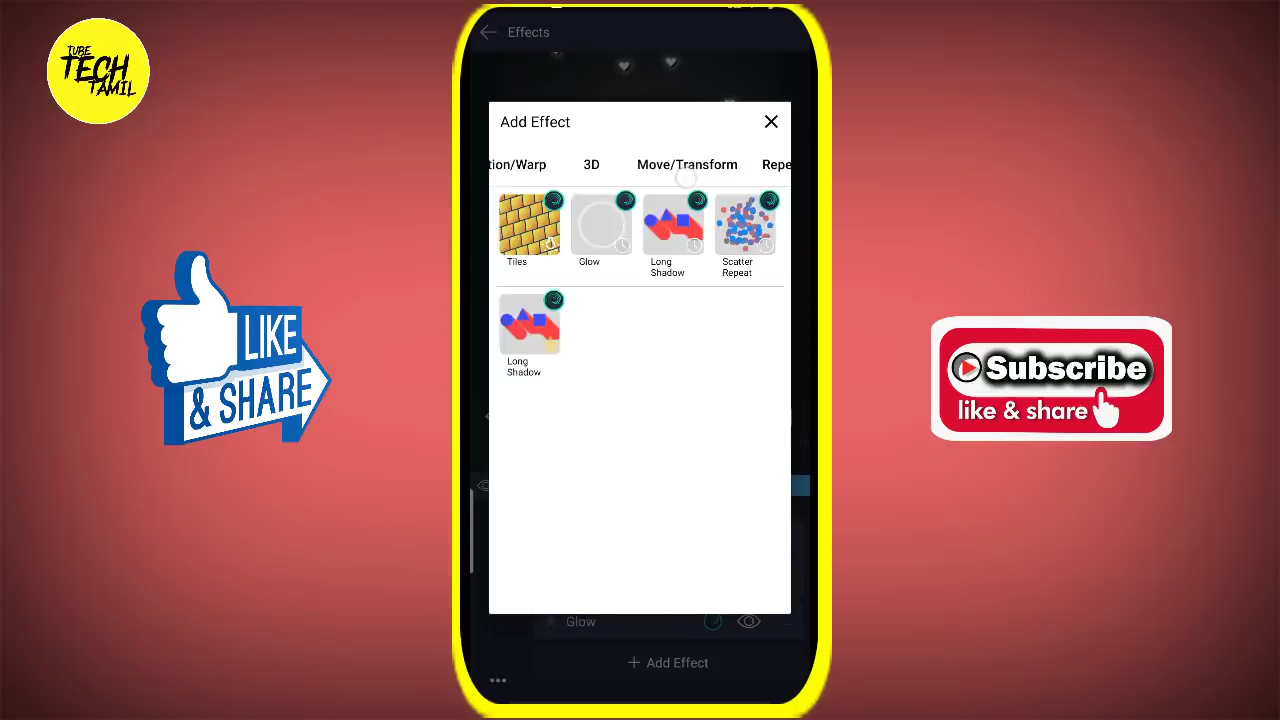 TUBE
TECH
TAMIL
Effects
Add Effect
tion/Warp 3D Move/Transform Repe
Tiles Glow Long Shadow Scatter Repeat
Long Shadow
LIKE
& SHARE
Subscribe
like & share
Glow
+ Add Effect